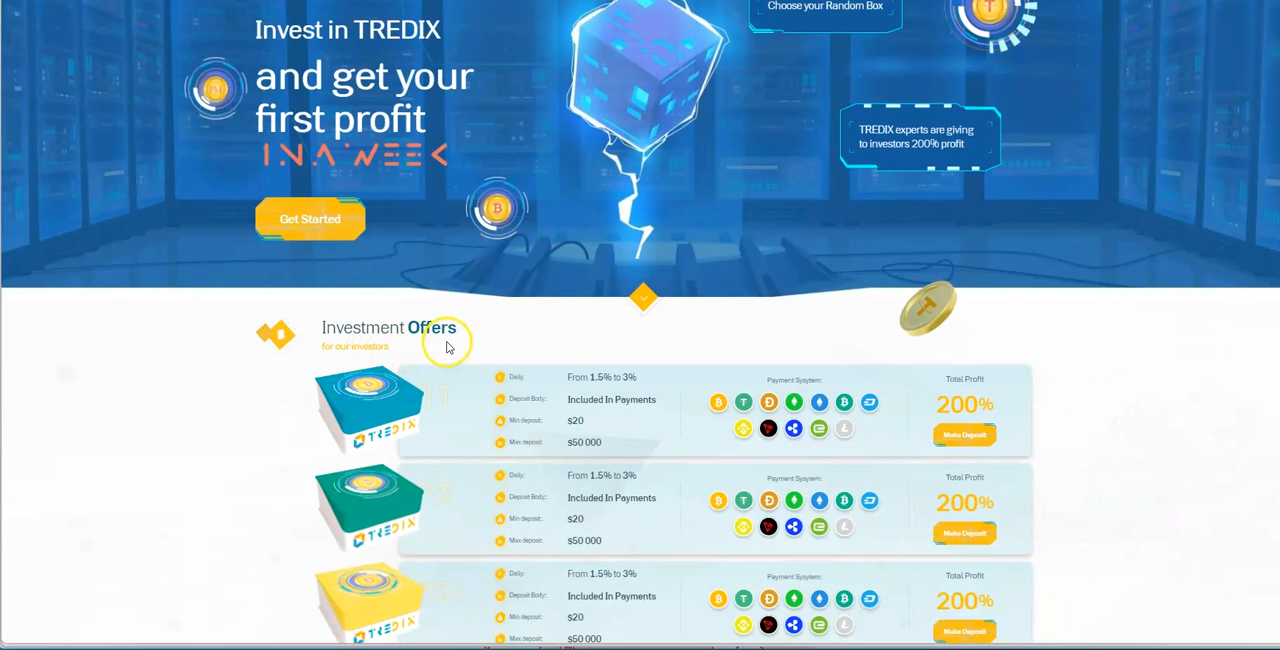 Choose your Random Box
Invest in TREDIX
and get your
first profit
IN A WEEK
TREDIX experts are giving
to investors 200% profit
Get Started
Investment Offers
for our investors
Daily: From 1.5% to 3%
Deposit Body: Included In Payments
Min deposit: $20
Max deposit: $50 000
Payment Sysytem:
Total Profit
200%
Make Deposit
TREDIX
Daily: From 1.5% to 3%
Deposit Body: Included In Payments
Min deposit: $20
Max deposit: $50 000
Payment Sysytem:
Total Profit
200%
Make Deposit
TREDIX
Daily: From 1.5% to 3%
Deposit Body: Included In Payments
Min deposit: $20
Max deposit: $50 000
Payment Sysytem:
Total Profit
200%
Make Deposit
TREDIX